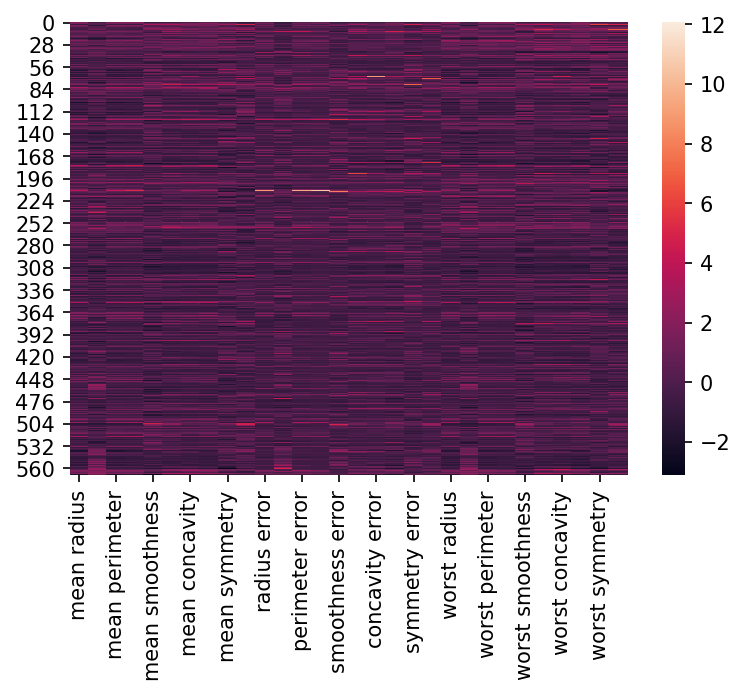 0
28
56
84
112
140
168
196
224
252
280
308
336
364
392
420
448
476
504
532
560
mean radius
mean perimeter
mean smoothness
mean concavity
mean symmetry
radius error
perimeter error
smoothness error
concavity error
symmetry error
worst radius
worst perimeter
worst smoothness
worst concavity
worst symmetry
12
10
8
6
4
2
0
−2